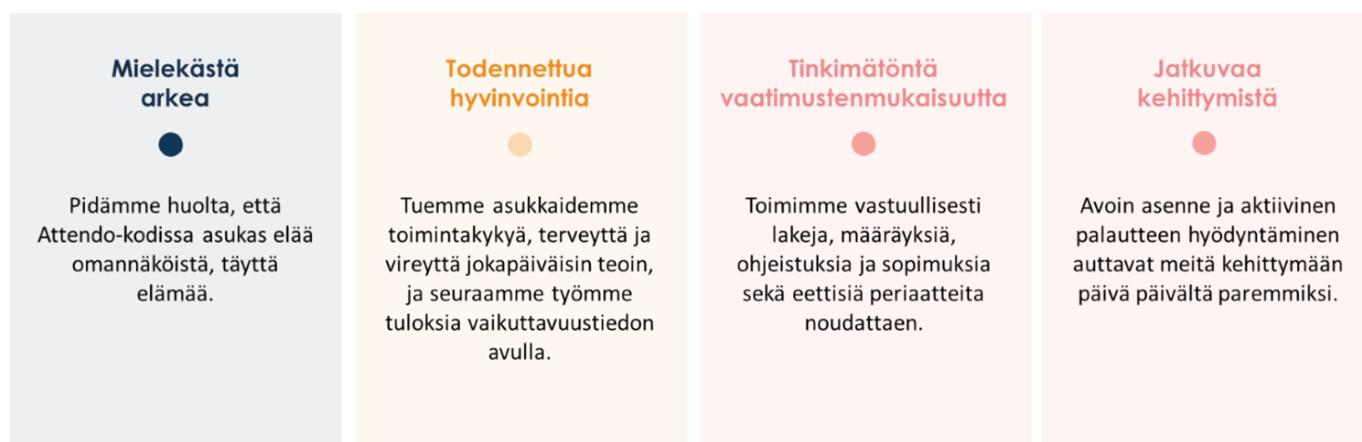 Mielekästä
arkea
Pidämme huolta, että
Attendo-kodissa asukas elää
omannäköistä, täyttä
elämää.
Todennettua
hyvinvointia
Tuemme asukkaidemme
toimintakykyä, terveyttä ja
vireyttä jokapäiväisin teoin,
ja seuraamme työmme
tuloksia vaikuttavuustiedon
avulla.
Tinkimätöntä
vaatimustenmukaisuutta
Toimimme vastuullisesti
lakeja, määräyksiä,
ohjeistuksia ja sopimuksia
sekä eettisiä periaatteita
noudattaen.
Jatkuvaa
kehittymistä
Avoin asenne ja aktiivinen
palautteen hyödyntäminen
auttavat meitä kehittymään
päivä päivältä paremmiksi.